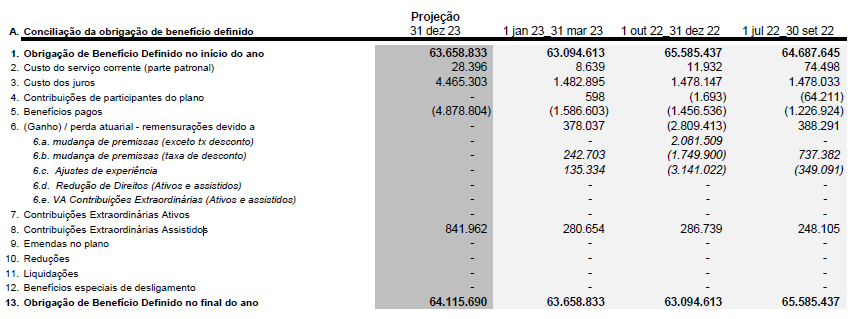 Projeção
A. Conciliação da obrigação de benefício definido 31 dez 23 1 jan 23_31 mar 23 1 out 22_31 dez 22 1 jul 22_30 set 22
1. Obrigação de Benefício Definido no início do ano 63.658.833 63.094.613 65.585.437 64.687.645
2. Custo do serviço corrente (parte patronal) 28.396 8.639 11.932 74.498
3. Custo dos juros 4.465.303 1.482.895 1.478.147 1.478.033
4. Contribuições de participantes do plano - 598 (1.693) (64.211)
5. Benefícios pagos (4.878.804) (1.586.603) (1.456.536) (1.226.924)
6. (Ganho) / perda atuarial - remensurações devido a - 378.037 (2.809.413) 388.291
6.a. mudança de premissas (exceto tx desconto) - 2.081.509 -
6.b. mudança de premissas (taxa de desconto) - 242.703 (1.749.900) 737.382
6.c. Ajustes de experiência - 135.334 (3.141.022) (349.091)
6.d. Redução de Direitos (Ativos e assistidos) - - - -
6.e. VA Contribuições Extraordinárias (Ativos e assistidos) - - - -
7. Contribuições Extraordinárias Ativos - - - -
8. Contribuições Extraordinárias Assistidos 841.962 280.654 286.739 248.105
9. Emendas no plano - - - -
10. Reduções - - - -
11. Liquidações - - - -
12. Benefícios especiais de desligamento - - - -
13. Obrigação de Benefício Definido no final do ano 64.115.690 63.658.833 63.094.613 65.585.437